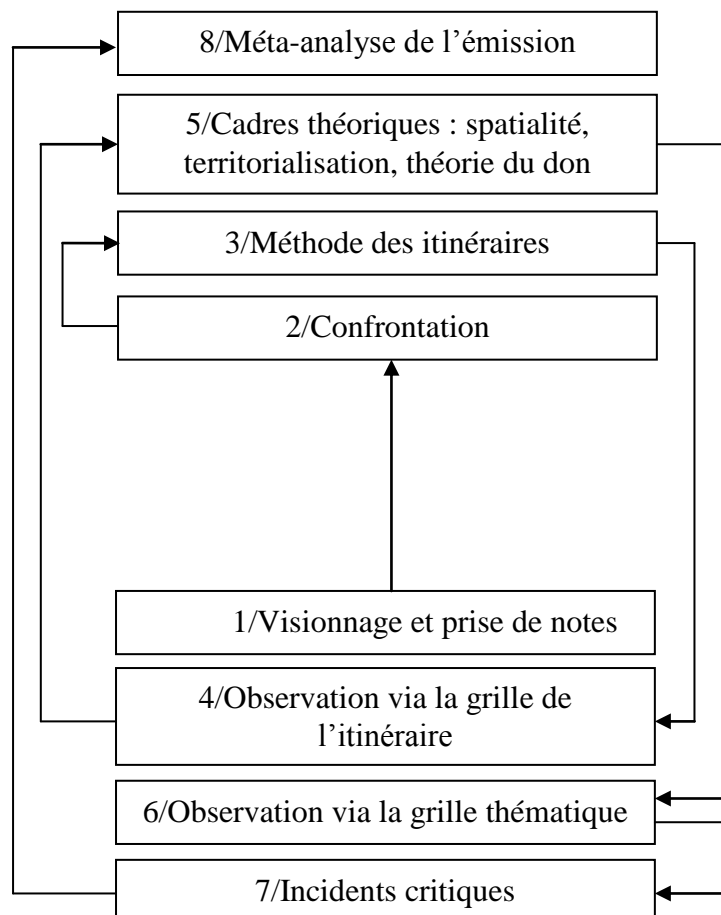 8/Méta-analyse de l’émission
5/Cadres théoriques : spatialité,
territorialisation, théorie du don
3/Méthode des itinéraires
2/Confrontation
1/Visionnage et prise de notes
4/Observation via la grille de
l’itinéraire
6/Observation via la grille thématique
7/Incidents critiques